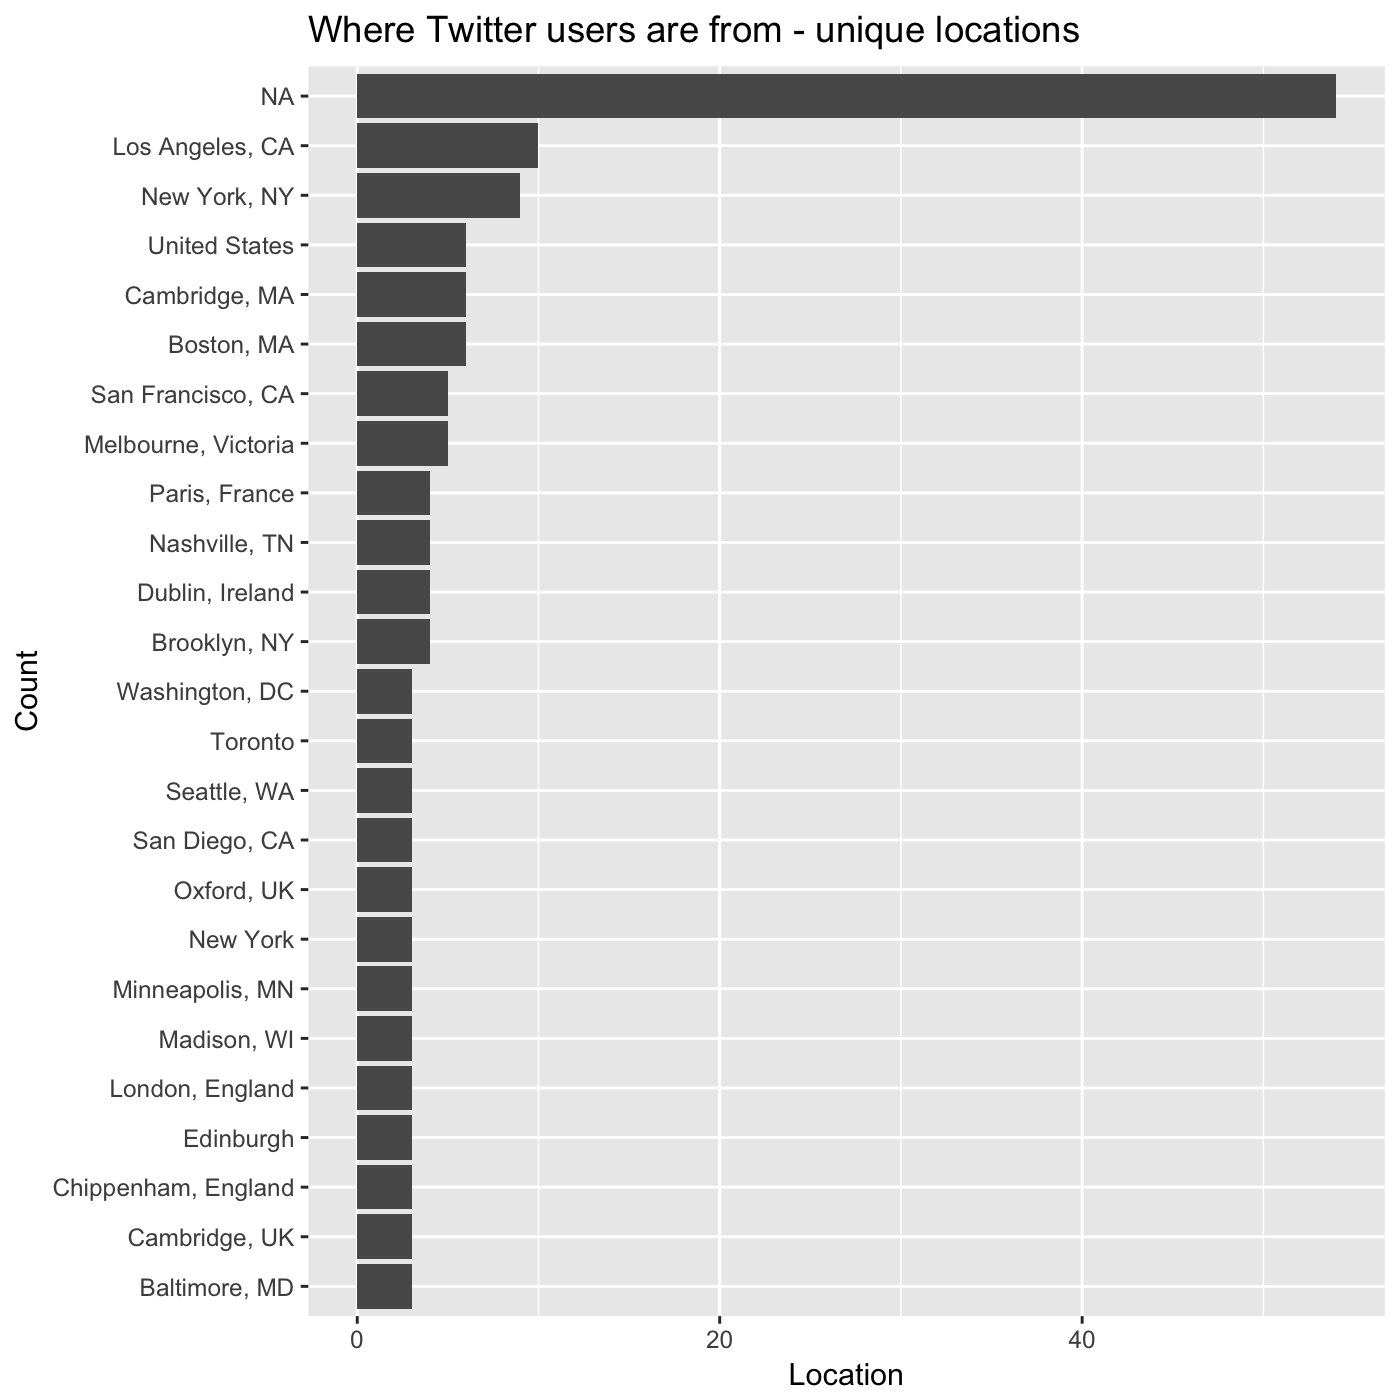 Where Twitter users are from - unique locations
NA
Los Angeles, CA
New York, NY
United States
Cambridge, MA
Boston, MA
San Francisco, CA
Melbourne, Victoria
Paris, France
Nashville, TN
Dublin, Ireland
Brooklyn, NY
Washington, DC
Toronto
Seattle, WA
San Diego, CA
Oxford, UK
New York
Minneapolis, MN
Madison, WI
London, England
Edinburgh
Chippenham, England
Cambridge, UK
Baltimore, MD
Count
0 20 40
Location